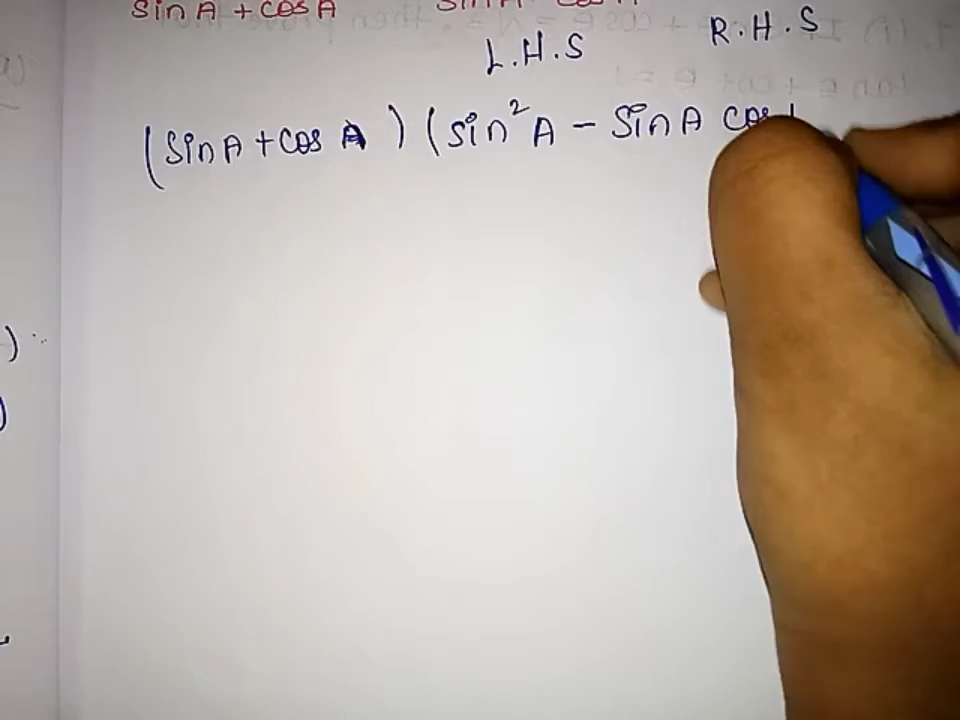 sin A + cos A
L.H.S R.H.S
(sin A + cos A) (sin² A - sin A cos